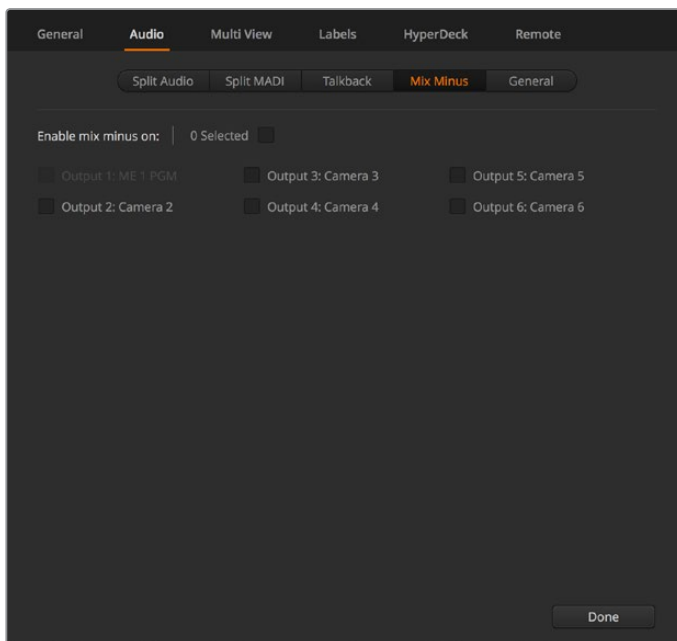 General Audio Multi View Labels HyperDeck Remote
Split Audio Split MADI Talkback Mix Minus General
Enable mix minus on: 0 Selected
Output 1: ME 1 PGM Output 3: Camera 3 Output 5: Camera 5
Output 2: Camera 2 Output 4: Camera 4 Output 6: Camera 6
Done